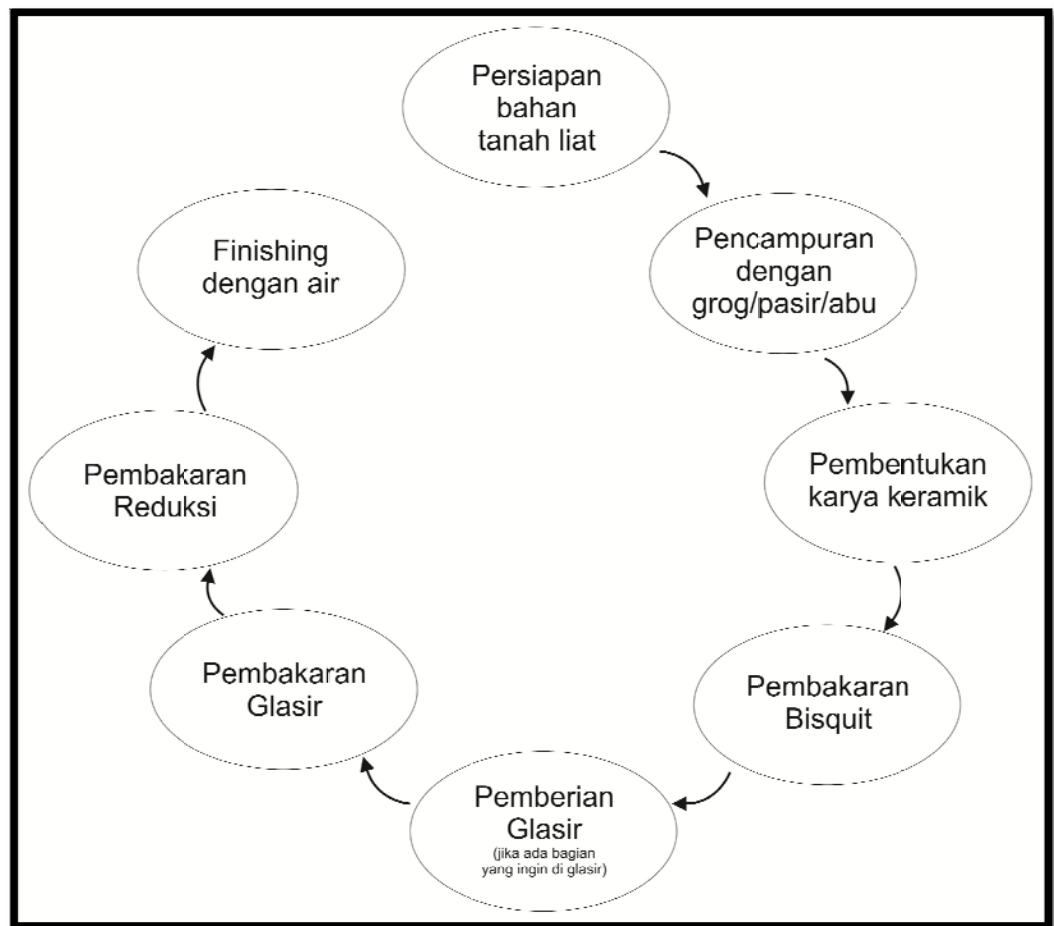 Persiapan
bahan
tanah liat
Pencampuran
dengan
grog/pasir/abu
Pembentukan
karya keramik
Pembakaran
Bisquit
Pemberian
Glasir
(jika ada bagian
yang ingin di glasir)
Pembakaran
Glasir
Pembakaran
Reduksi
Finishing
dengan air